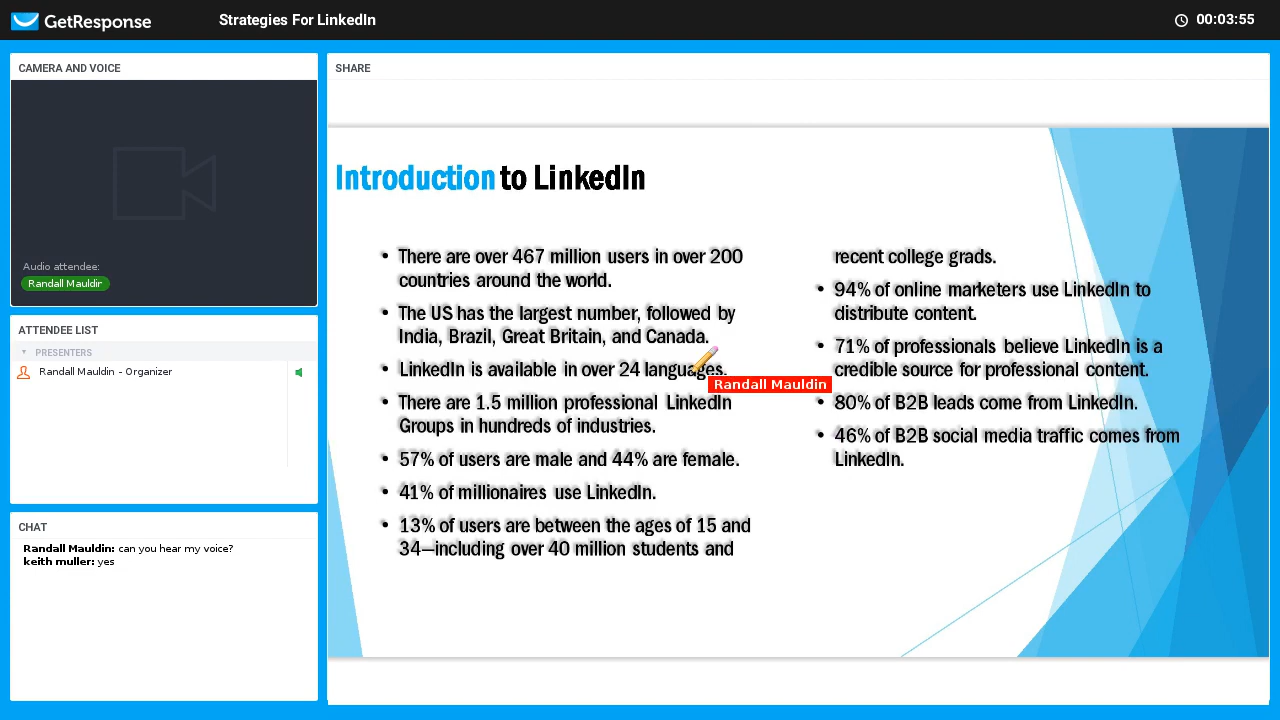 GetResponse
Strategies For LinkedIn
00:03:55
CAMERA AND VOICE
Audio attendee:
Randall Mauldin
ATTENDEE LIST
PRESENTERS
Randall Mauldin - Organizer
CHAT
Randall Mauldin: can you hear my voice?
keith muller: yes
SHARE
Introduction to LinkedIn
• There are over 467 million users in over 200
countries around the world.
• The US has the largest number, followed by
India, Brazil, Great Britain, and Canada.
• LinkedIn is available in over 24 languages.
• There are 1.5 million professional LinkedIn
Groups in hundreds of industries.
• 57% of users are male and 44% are female.
• 41% of millionaires use LinkedIn.
• 13% of users are between the ages of 15 and
34—including over 40 million students and
recent college grads.
• 94% of online marketers use LinkedIn to
distribute content.
• 71% of professionals believe LinkedIn is a
credible source for professional content.
• 80% of B2B leads come from LinkedIn.
• 46% of B2B social media traffic comes from
LinkedIn.
Randall Mauldin